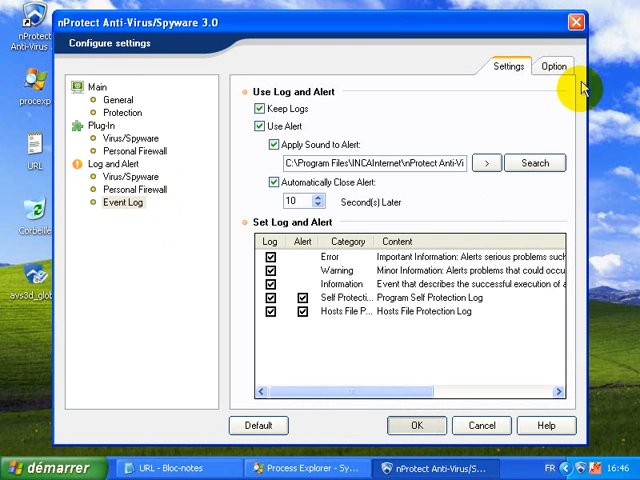 nProtect Anti-Virus/Spyware 3.0
Configure settings
nProtect
Anti-Virus
procexp
URL
Corbeille
avs3d_glob
Main
General
Protection
Plug-In
Virus/Spyware
Personal Firewall
Log and Alert
Virus/Spyware
Personal Firewall
Event Log
Settings
Option
Use Log and Alert
Keep Logs
Use Alert
Apply Sound to Alert:
C:\Program Files\INCAInternet\nProtect Anti-Vi
>
Search
Automatically Close Alert:
10 Second(s) Later
Set Log and Alert
Log Alert Category Content
Error Important Information: Alerts serious problems suc
Warning Minor Information: Alerts problems that could occu
Information Event that describes the successful execution of a
Self Protecti... Program Self Protection Log
Hosts File P... Hosts File Protection Log
Default
OK
Cancel
Help
démarrer
URL - Bloc-notes
Process Explorer - Sy...
nProtect Anti-Virus/S...
FR
16:46